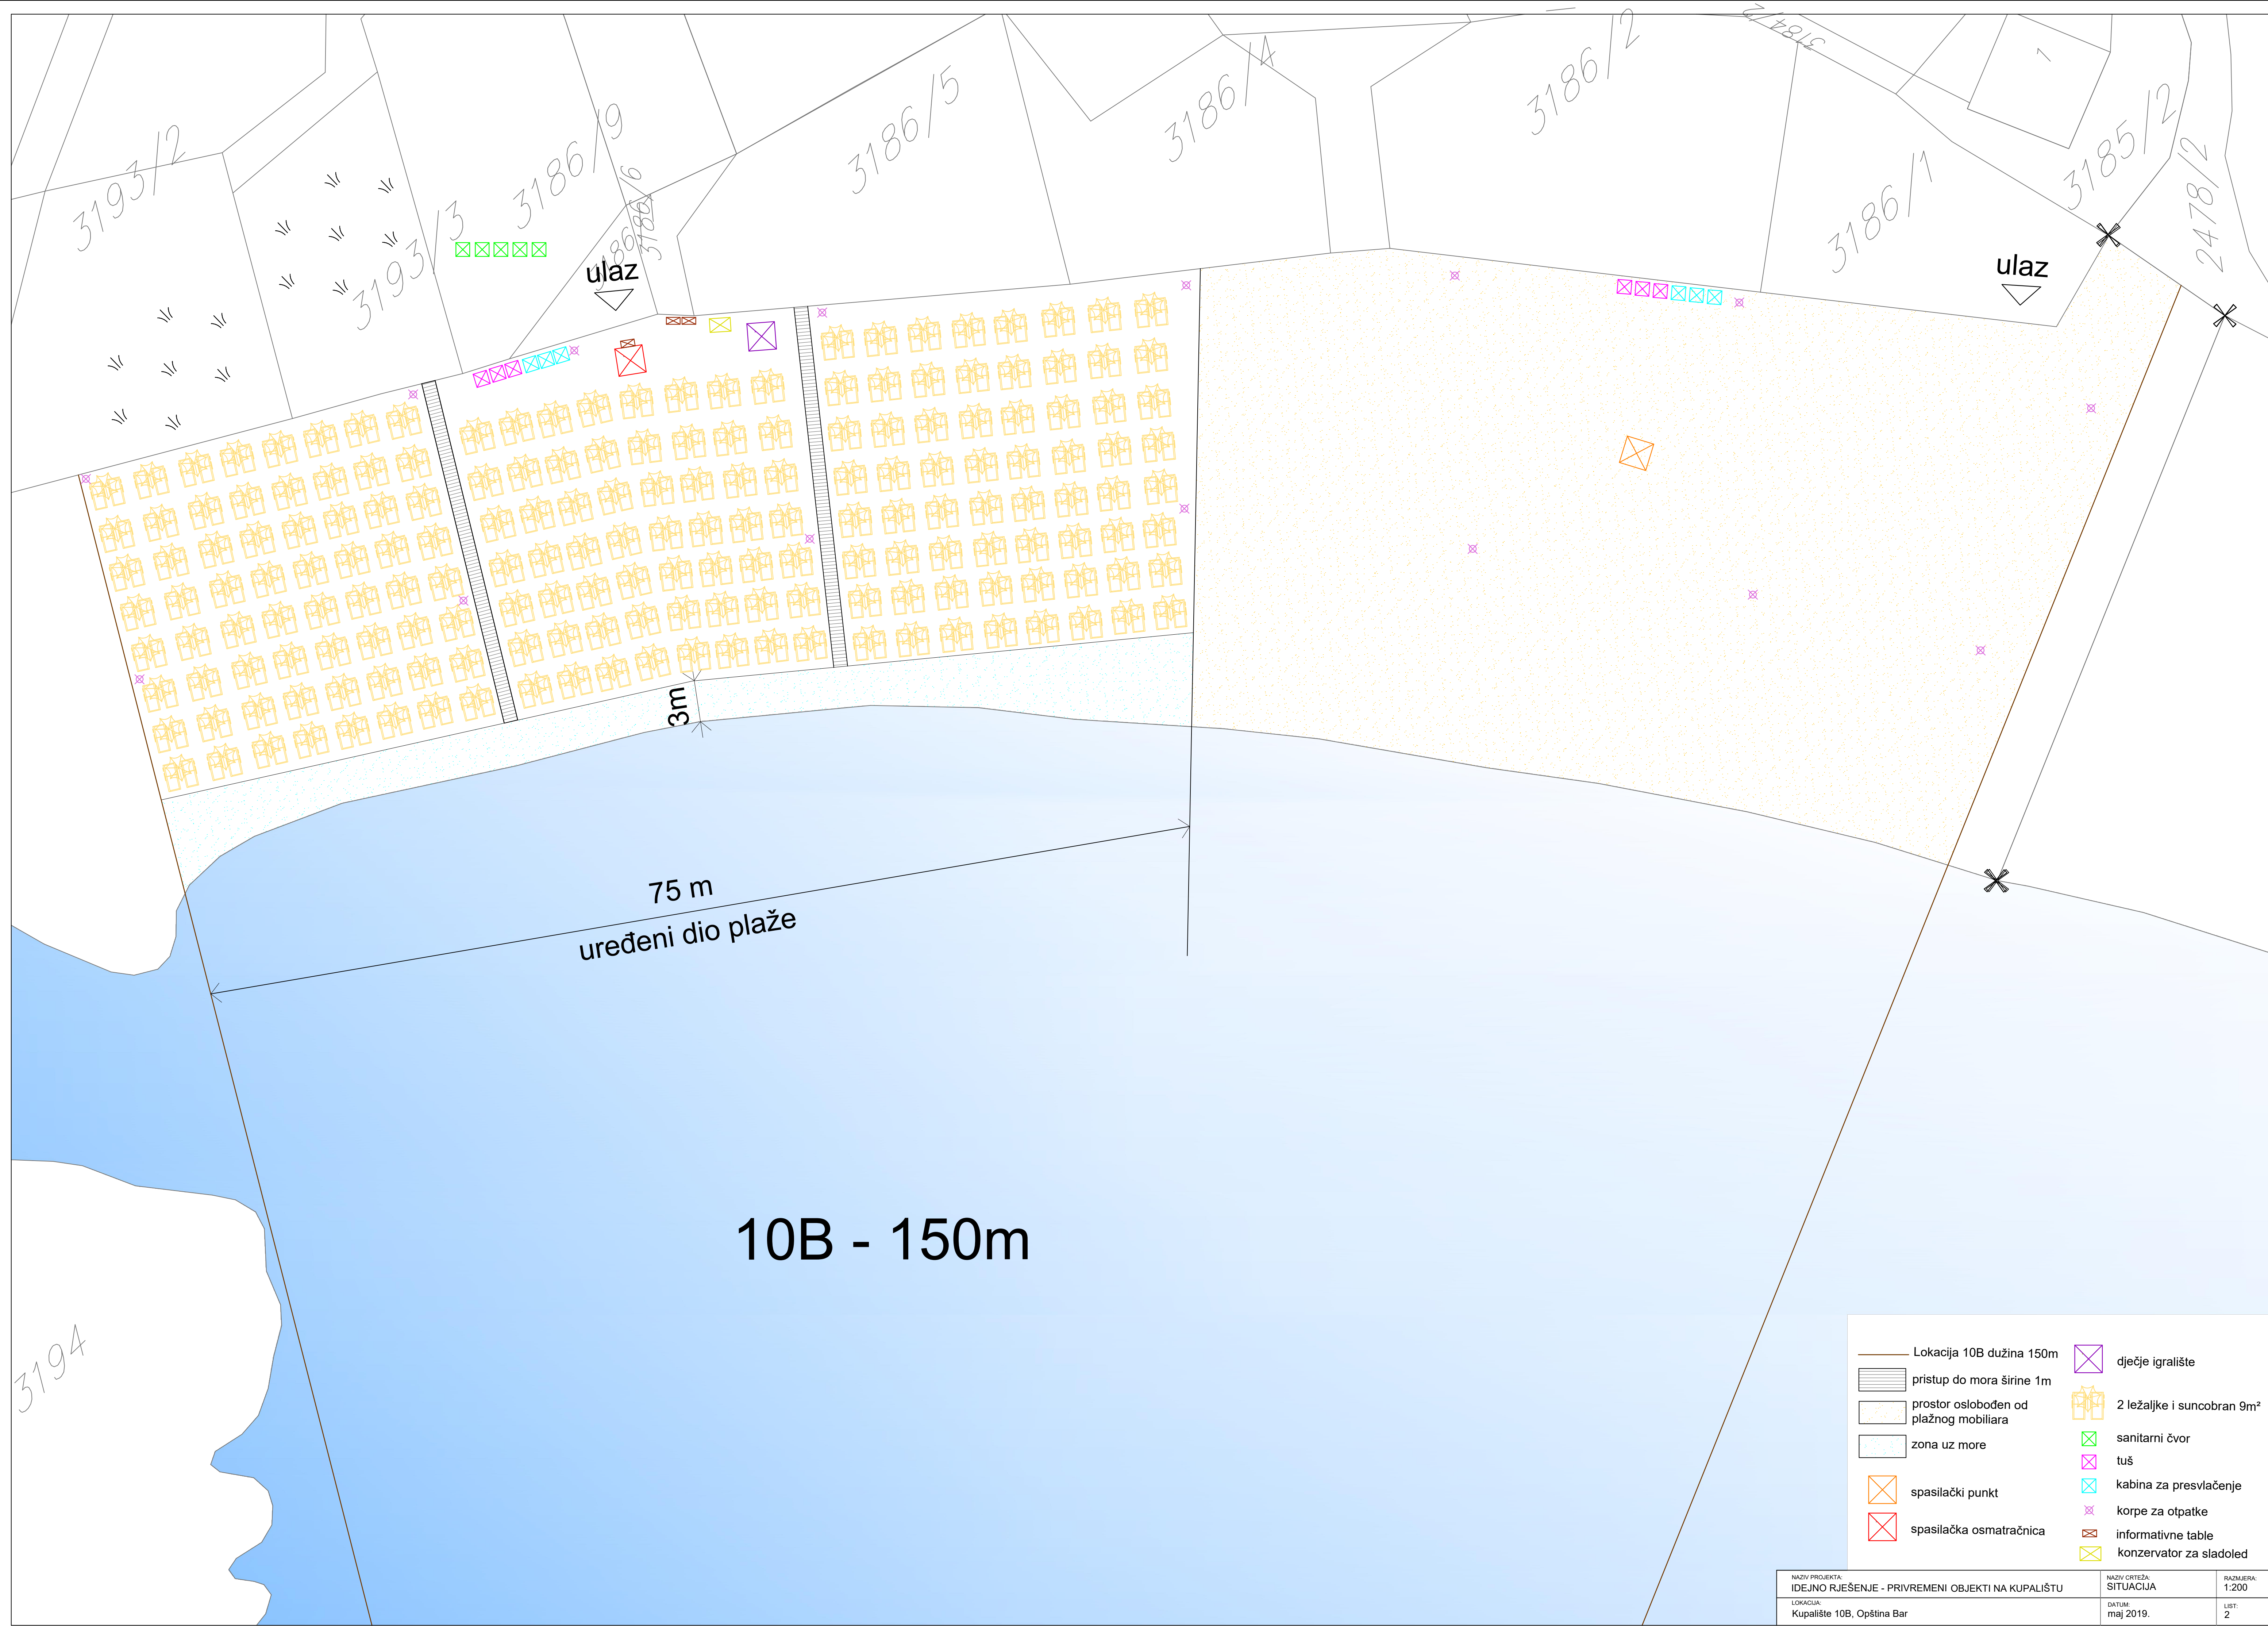 3193/2
3193/3
3186/9
3186/6
3186/5
3186/4
3186/2
3186/1
3185/2
2478/2
1
ulaz
ulaz
3m
75 m
uređeni dio plaže
10B - 150m
3194
Lokacija 10B dužina 150m
pristup do mora širine 1m
prostor oslobođen od
plažnog mobiliara
zona uz more
spasilački punkt
spasilačka osmatračnica
dječje igralište
2 ležaljke i suncobran 9m²
sanitarni čvor
tuš
kabina za presvlačenje
korpe za otpatke
informativne table
konzervator za sladoled
NAZIV PROJEKTA:
IDEJNO RJEŠENJE - PRIVREMENI OBJEKTI NA KUPALIŠTU
NAZIV CRTEŽA:
SITUACIJA
RAZMJERA:
1:200
LOKACIJA:
Kupalište 10B, Opština Bar
DATUM:
maj 2019.
LIST:
2